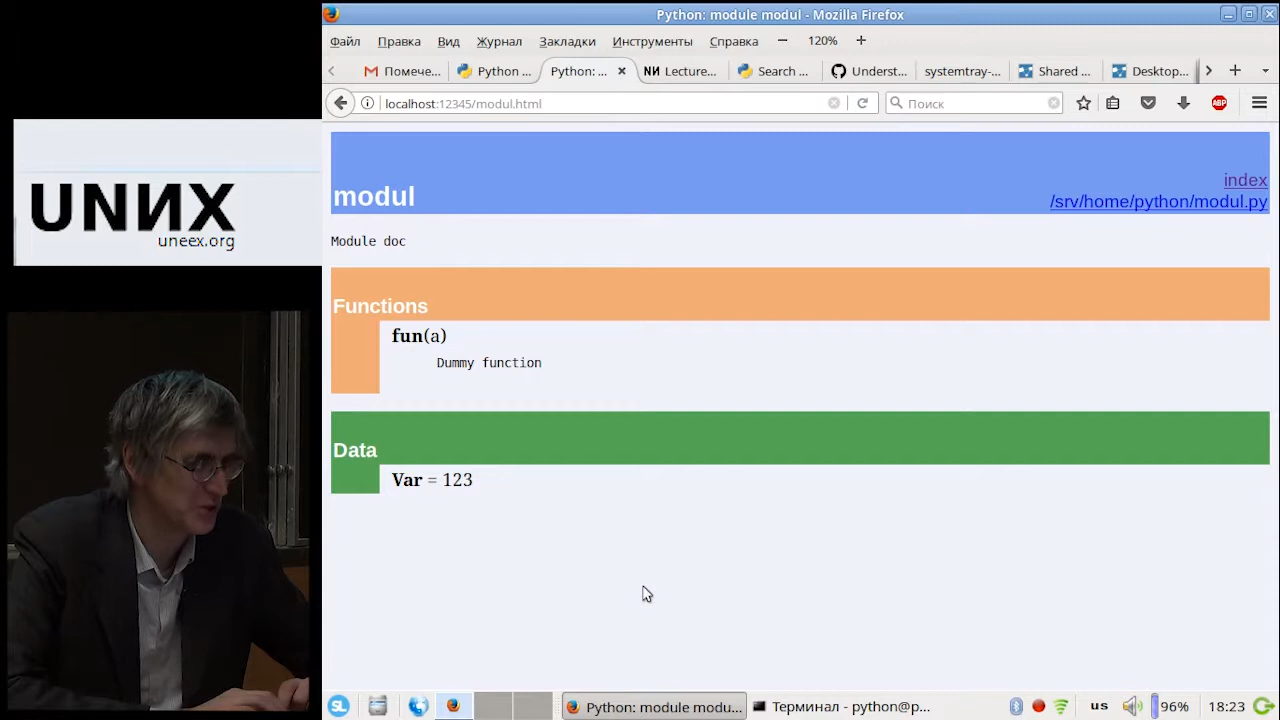 UNИX
uneex.org
Python: module modul - Mozilla Firefox
Файл Правка Вид Журнал Закладки Инструменты Справка − 120% +
Помече... Python ... Python: ... Lecture... Search ... Underst... systemtray-... Shared ... Desktop...
localhost:12345/modul.html Поиск ABP
modul
index
/srv/home/python/modul.py
Module doc
Functions
fun(a)
Dummy function
Data
Var = 123
SL Python: module modu... Терминал - python@p... us 96% 18:23